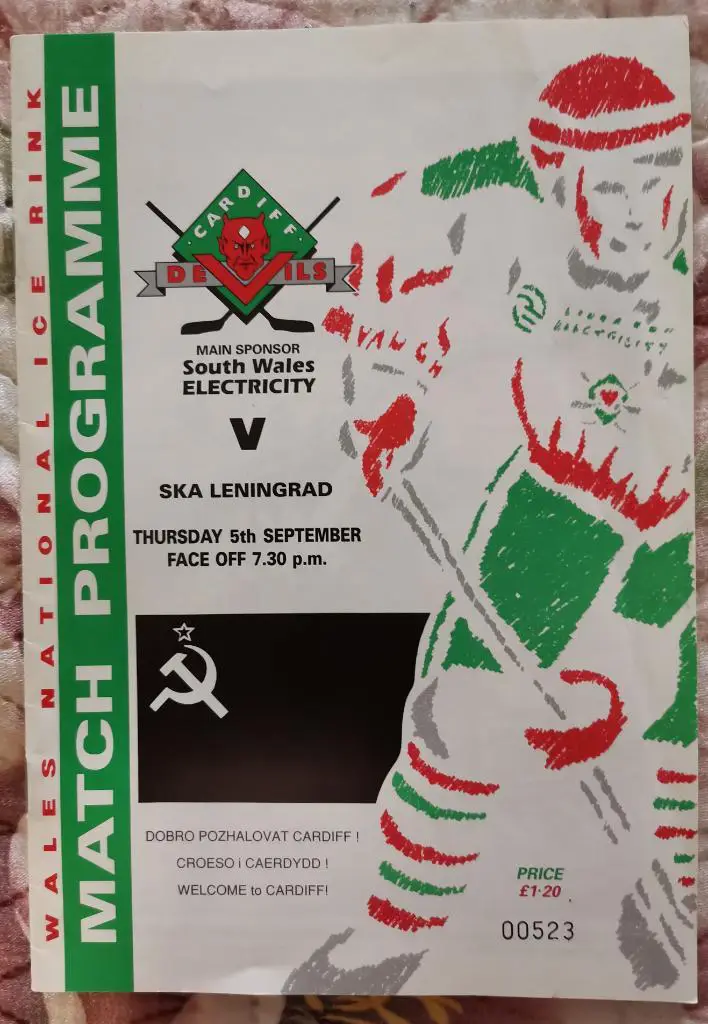 WALES NATIONAL ICE RINK
MATCH PROGRAMME
CARDIFF
DEVILS
MAIN SPONSOR
South Wales
ELECTRICITY
V
SKA LENINGRAD
THURSDAY 5th SEPTEMBER
FACE OFF 7.30 p.m.
ELECTRICITY
DOBRO POZHALOVAT CARDIFF !
CROESO i CAERDYDD !
WELCOME to CARDIFF!
PRICE
£1·20
00523